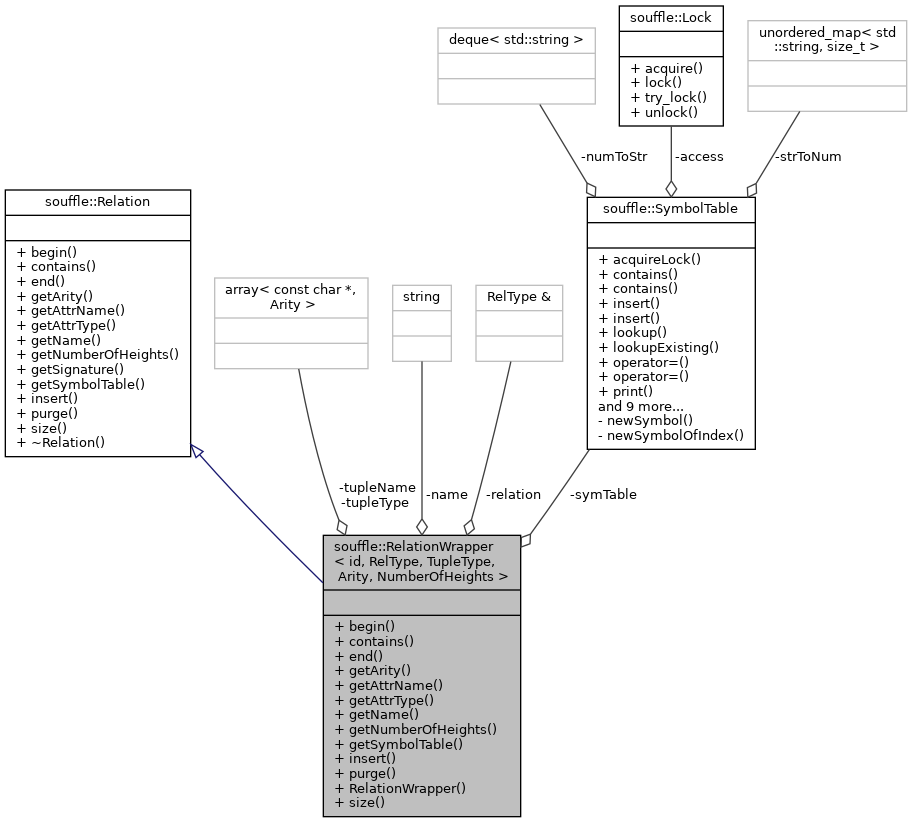 souffle::Lock
+ acquire()
+ lock()
+ try_lock()
+ unlock()
deque< std::string >
unordered_map< std
::string, size_t >
-numToStr
-access
-strToNum
souffle::Relation
+ begin()
+ contains()
+ end()
+ getArity()
+ getAttrName()
+ getAttrType()
+ getName()
+ getNumberOfHeights()
+ getSignature()
+ getSymbolTable()
+ insert()
+ purge()
+ size()
+ ~Relation()
souffle::SymbolTable
+ acquireLock()
+ contains()
+ contains()
+ insert()
+ insert()
+ lookup()
+ lookupExisting()
+ operator=()
+ operator=()
+ print()
and 9 more...
- newSymbol()
- newSymbolOfIndex()
array< const char *,
Arity >
string
RelType &
-tupleName
-tupleType
-name
-relation
-symTable
souffle::RelationWrapper
< id, RelType, TupleType,
Arity, NumberOfHeights >
+ begin()
+ contains()
+ end()
+ getArity()
+ getAttrName()
+ getAttrType()
+ getName()
+ getNumberOfHeights()
+ getSymbolTable()
+ insert()
+ purge()
+ RelationWrapper()
+ size()